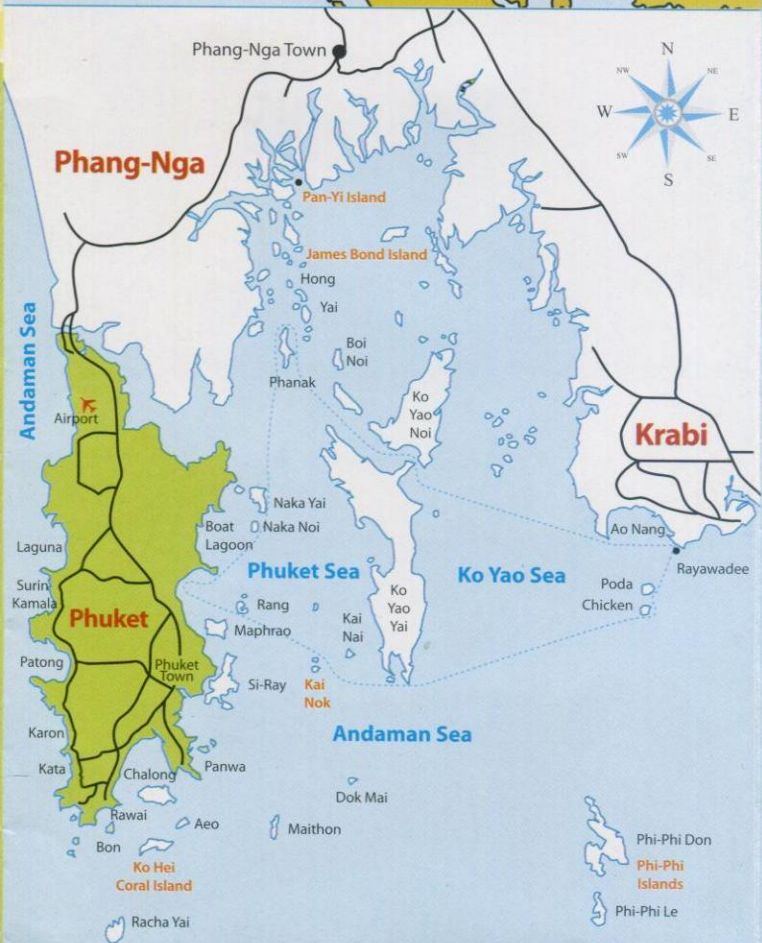 Phang-Nga Town
N
NW
NE
W
E
SW
SE
S
Phang-Nga
Pan-Yi Island
James Bond Island
Hong
Yai
Andaman Sea
Boi
Noi
Phanak
Airport
Ko
Yao
Noi
Krabi
Naka Yai
Boat
Lagoon
Naka Noi
Ao Nang
Laguna
Phuket Sea
Ko Yao Sea
Rayawadee
Surin
Kamala
Poda
Chicken
Phuket
Rang
Maphrao
Kai
Nai
Ko
Yao
Yai
Patong
Phuket
Town
Si-Ray
Kai
Nok
Karon
Andaman Sea
Kata
Chalong
Panwa
Dok Mai
Rawai
Aeo
Maithon
Bon
Ko Hei
Coral Island
Phi-Phi Don
Phi-Phi
Islands
Phi-Phi Le
Racha Yai